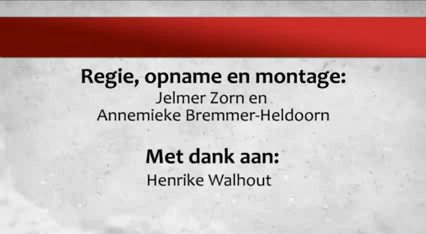 Regie, opname en montage:
Jelmer Zorn en
Annemieke Bremmer-Heldoorn
Met dank aan:
Henrike Walhout